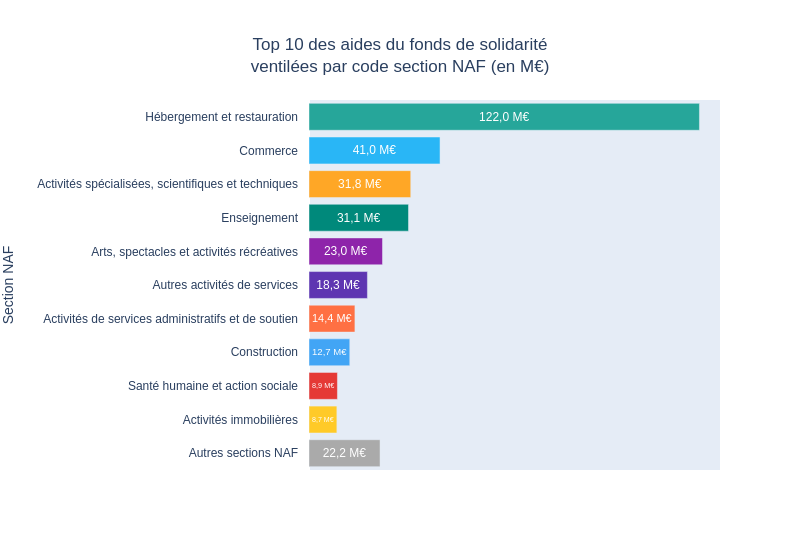 Top 10 des aides du fonds de solidarité
ventilées par code section NAF (en M€)
Section NAF
Hébergement et restauration 122,0 M€
Commerce 41,0 M€
Activités spécialisées, scientifiques et techniques 31,8 M€
Enseignement 31,1 M€
Arts, spectacles et activités récréatives 23,0 M€
Autres activités de services 18,3 M€
Activités de services administratifs et de soutien 14,4 M€
Construction 12,7 M€
Santé humaine et action sociale 8,9 M€
Activités immobilières 8,7 M€
Autres sections NAF 22,2 M€